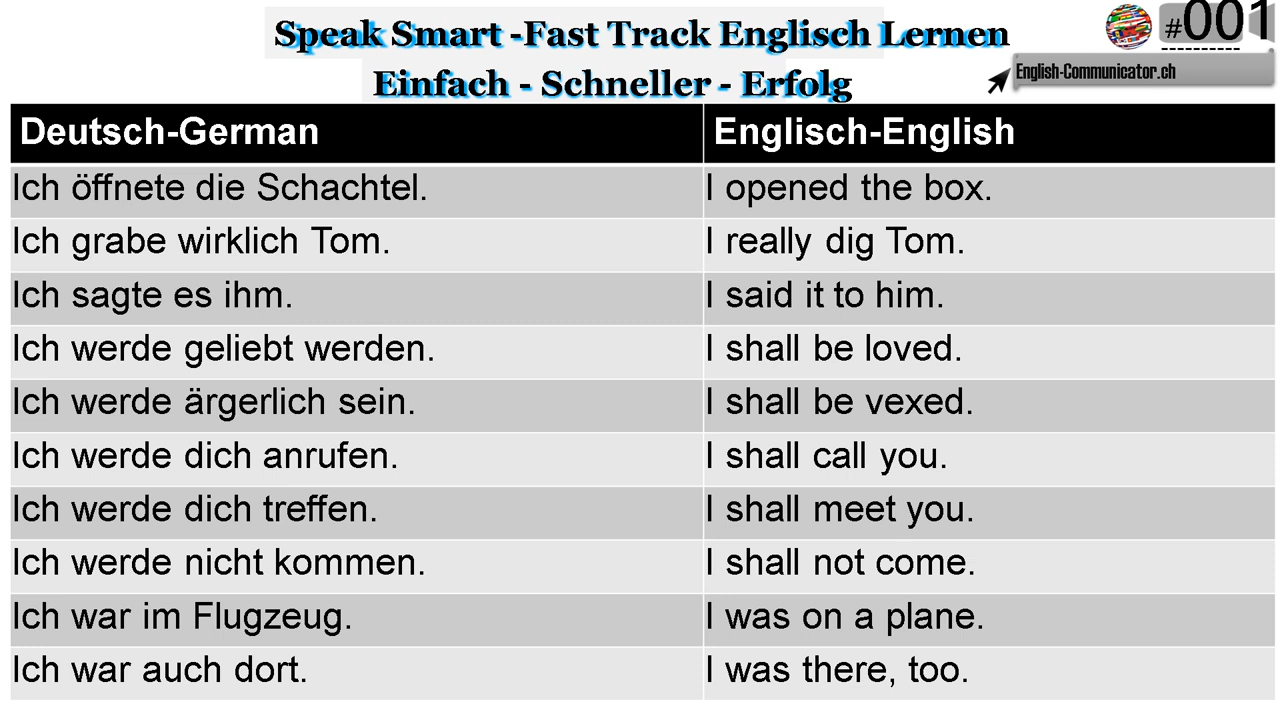 Speak Smart -Fast Track Englisch Lernen
Einfach - Schneller - Erfolg
#001
English-Communicator.ch
Deutsch-German Englisch-English
Ich öffnete die Schachtel. I opened the box.
Ich grabe wirklich Tom. I really dig Tom.
Ich sagte es ihm. I said it to him.
Ich werde geliebt werden. I shall be loved.
Ich werde ärgerlich sein. I shall be vexed.
Ich werde dich anrufen. I shall call you.
Ich werde dich treffen. I shall meet you.
Ich werde nicht kommen. I shall not come.
Ich war im Flugzeug. I was on a plane.
Ich war auch dort. I was there, too.